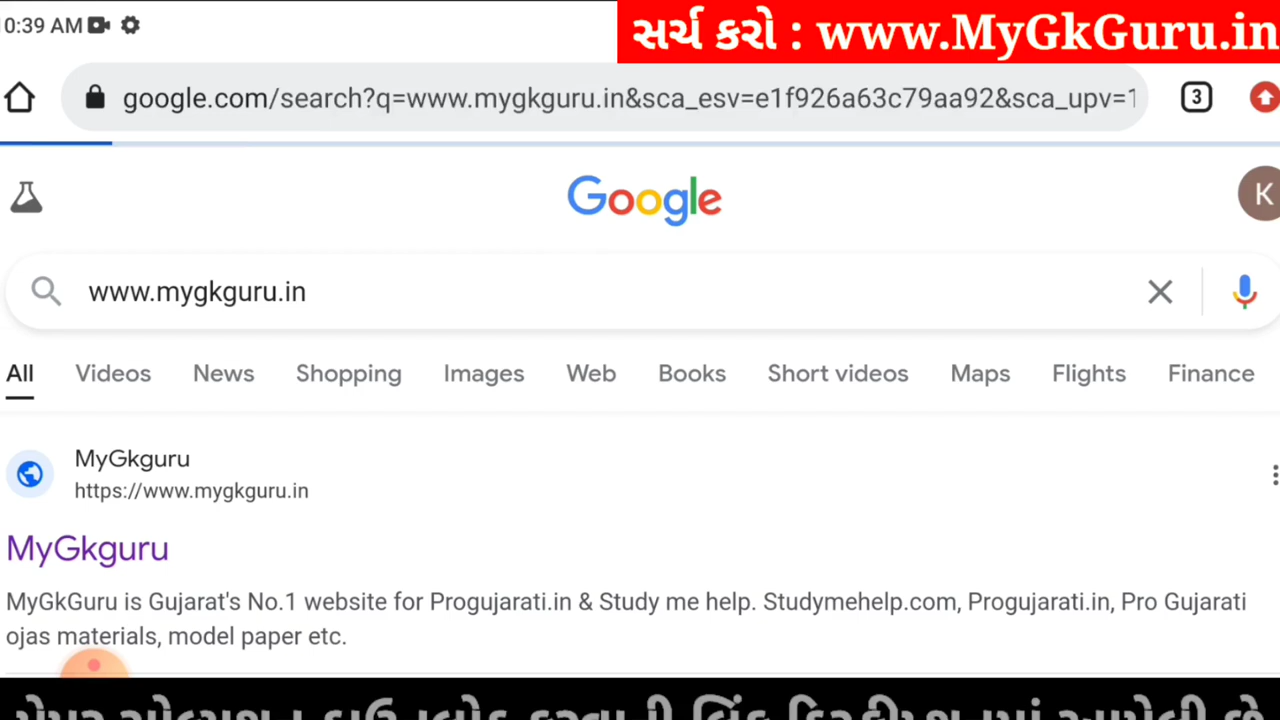 0:39 AM
સર્ચ કરો : www.MyGkGuru.in
google.com/search?q=www.mygkguru.in&sca_esv=e1f926a63c79aa92&sca_upv=1
3
Google
K
www.mygkguru.in
All Videos News Shopping Images Web Books Short videos Maps Flights Finance
MyGkguru
https://www.mygkguru.in
MyGkguru
MyGkGuru is Gujarat's No.1 website for Progujarati.in & Study me help. Studymehelp.com, Progujarati.in, Pro Gujarati
ojas materials, model paper etc.